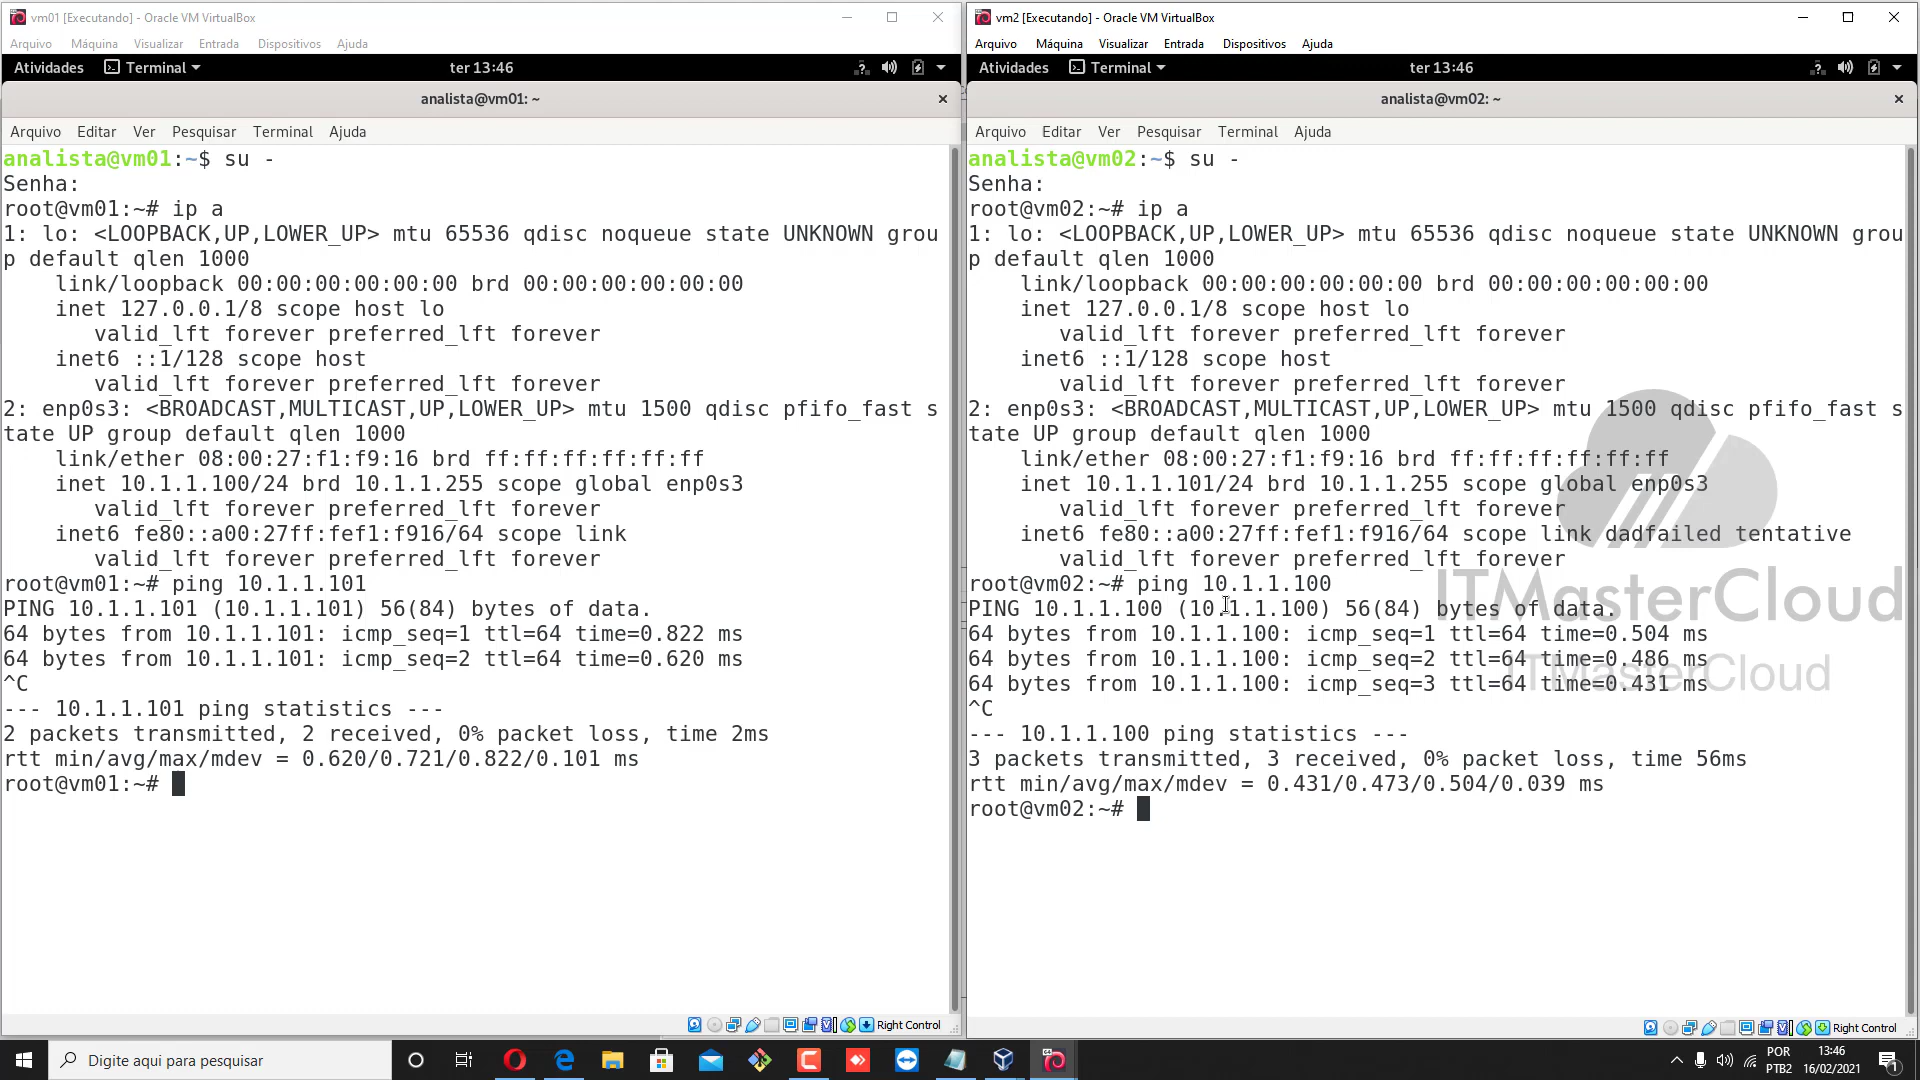 vm01 [Executando] - Oracle VM VirtualBox
Arquivo Máquina Visualizar Entrada Dispositivos Ajuda
Atividades Terminal ter 13:46
analista@vm01: ~
Arquivo Editar Ver Pesquisar Terminal Ajuda
analista@vm01:~$ su -
Senha:
root@vm01:~# ip a
1: lo: <LOOPBACK,UP,LOWER_UP> mtu 65536 qdisc noqueue state UNKNOWN grou
p default qlen 1000
link/loopback 00:00:00:00:00:00 brd 00:00:00:00:00:00
inet 127.0.0.1/8 scope host lo
valid_lft forever preferred_lft forever
inet6 ::1/128 scope host
valid_lft forever preferred_lft forever
2: enp0s3: <BROADCAST,MULTICAST,UP,LOWER_UP> mtu 1500 qdisc pfifo_fast s
tate UP group default qlen 1000
link/ether 08:00:27:f1:f9:16 brd ff:ff:ff:ff:ff:ff
inet 10.1.1.100/24 brd 10.1.1.255 scope global enp0s3
valid_lft forever preferred_lft forever
inet6 fe80::a00:27ff:fef1:f916/64 scope link
valid_lft forever preferred_lft forever
root@vm01:~# ping 10.1.1.101
PING 10.1.1.101 (10.1.1.101) 56(84) bytes of data.
64 bytes from 10.1.1.101: icmp_seq=1 ttl=64 time=0.822 ms
64 bytes from 10.1.1.101: icmp_seq=2 ttl=64 time=0.620 ms
^C
--- 10.1.1.101 ping statistics ---
2 packets transmitted, 2 received, 0% packet loss, time 2ms
rtt min/avg/max/mdev = 0.620/0.721/0.822/0.101 ms
root@vm01:~#
Right Control
vm2 [Executando] - Oracle VM VirtualBox
Arquivo Máquina Visualizar Entrada Dispositivos Ajuda
Atividades Terminal ter 13:46
analista@vm02: ~
Arquivo Editar Ver Pesquisar Terminal Ajuda
analista@vm02:~$ su -
Senha:
root@vm02:~# ip a
1: lo: <LOOPBACK,UP,LOWER_UP> mtu 65536 qdisc noqueue state UNKNOWN grou
p default qlen 1000
link/loopback 00:00:00:00:00:00 brd 00:00:00:00:00:00
inet 127.0.0.1/8 scope host lo
valid_lft forever preferred_lft forever
inet6 ::1/128 scope host
valid_lft forever preferred_lft forever
2: enp0s3: <BROADCAST,MULTICAST,UP,LOWER_UP> mtu 1500 qdisc pfifo_fast s
tate UP group default qlen 1000
link/ether 08:00:27:f1:f9:16 brd ff:ff:ff:ff:ff:ff
inet 10.1.1.101/24 brd 10.1.1.255 scope global enp0s3
valid_lft forever preferred_lft forever
inet6 fe80::a00:27ff:fef1:f916/64 scope link dadfailed tentative
valid_lft forever preferred_lft forever
root@vm02:~# ping 10.1.1.100
PING 10.1.1.100 (10.1.1.100) 56(84) bytes of data.
64 bytes from 10.1.1.100: icmp_seq=1 ttl=64 time=0.504 ms
64 bytes from 10.1.1.100: icmp_seq=2 ttl=64 time=0.486 ms
64 bytes from 10.1.1.100: icmp_seq=3 ttl=64 time=0.431 ms
^C
--- 10.1.1.100 ping statistics ---
3 packets transmitted, 3 received, 0% packet loss, time 56ms
rtt min/avg/max/mdev = 0.431/0.473/0.504/0.039 ms
root@vm02:~#
ITMasterCloud
ITMasterCloud
Right Control
Digite aqui para pesquisar
POR
PTB2
13:46
16/02/2021
1